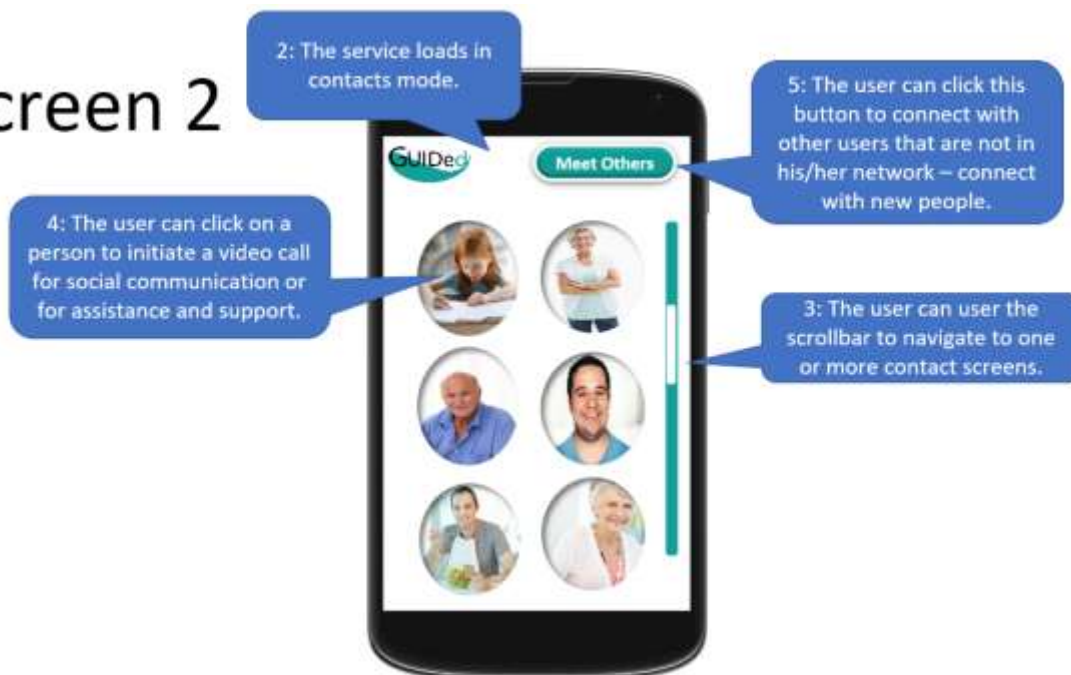 creen 2
2: The service loads in
contacts mode.
GUIDed
Meet Others
5: The user can click this
button to connect with
other users that are not in
his/her network – connect
with new people.
4: The user can click on a
person to initiate a video call
for social communication or
for assistance and support.
3: The user can user the
scrollbar to navigate to one
or more contact screens.